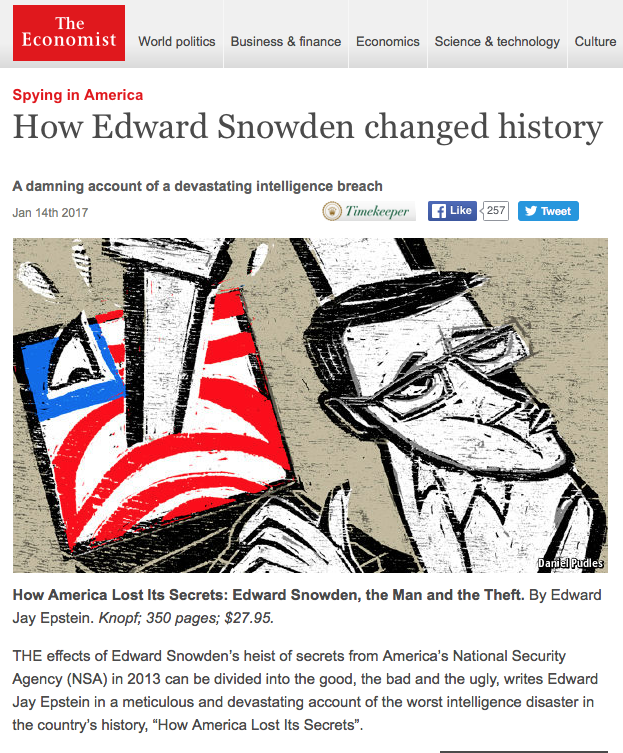 The
Economist
World politics
Business & finance
Economics
Science & technology
Culture
Spying in America
How Edward Snowden changed history
A damning account of a devastating intelligence breach
Jan 14th 2017
Timekeeper
Like
257
Tweet
Daniel Pudles
How America Lost Its Secrets: Edward Snowden, the Man and the Theft. By Edward
Jay Epstein. Knopf; 350 pages; $27.95.
THE effects of Edward Snowden’s heist of secrets from America’s National Security
Agency (NSA) in 2013 can be divided into the good, the bad and the ugly, writes Edward
Jay Epstein in a meticulous and devastating account of the worst intelligence disaster in
the country’s history, “How America Lost Its Secrets”.